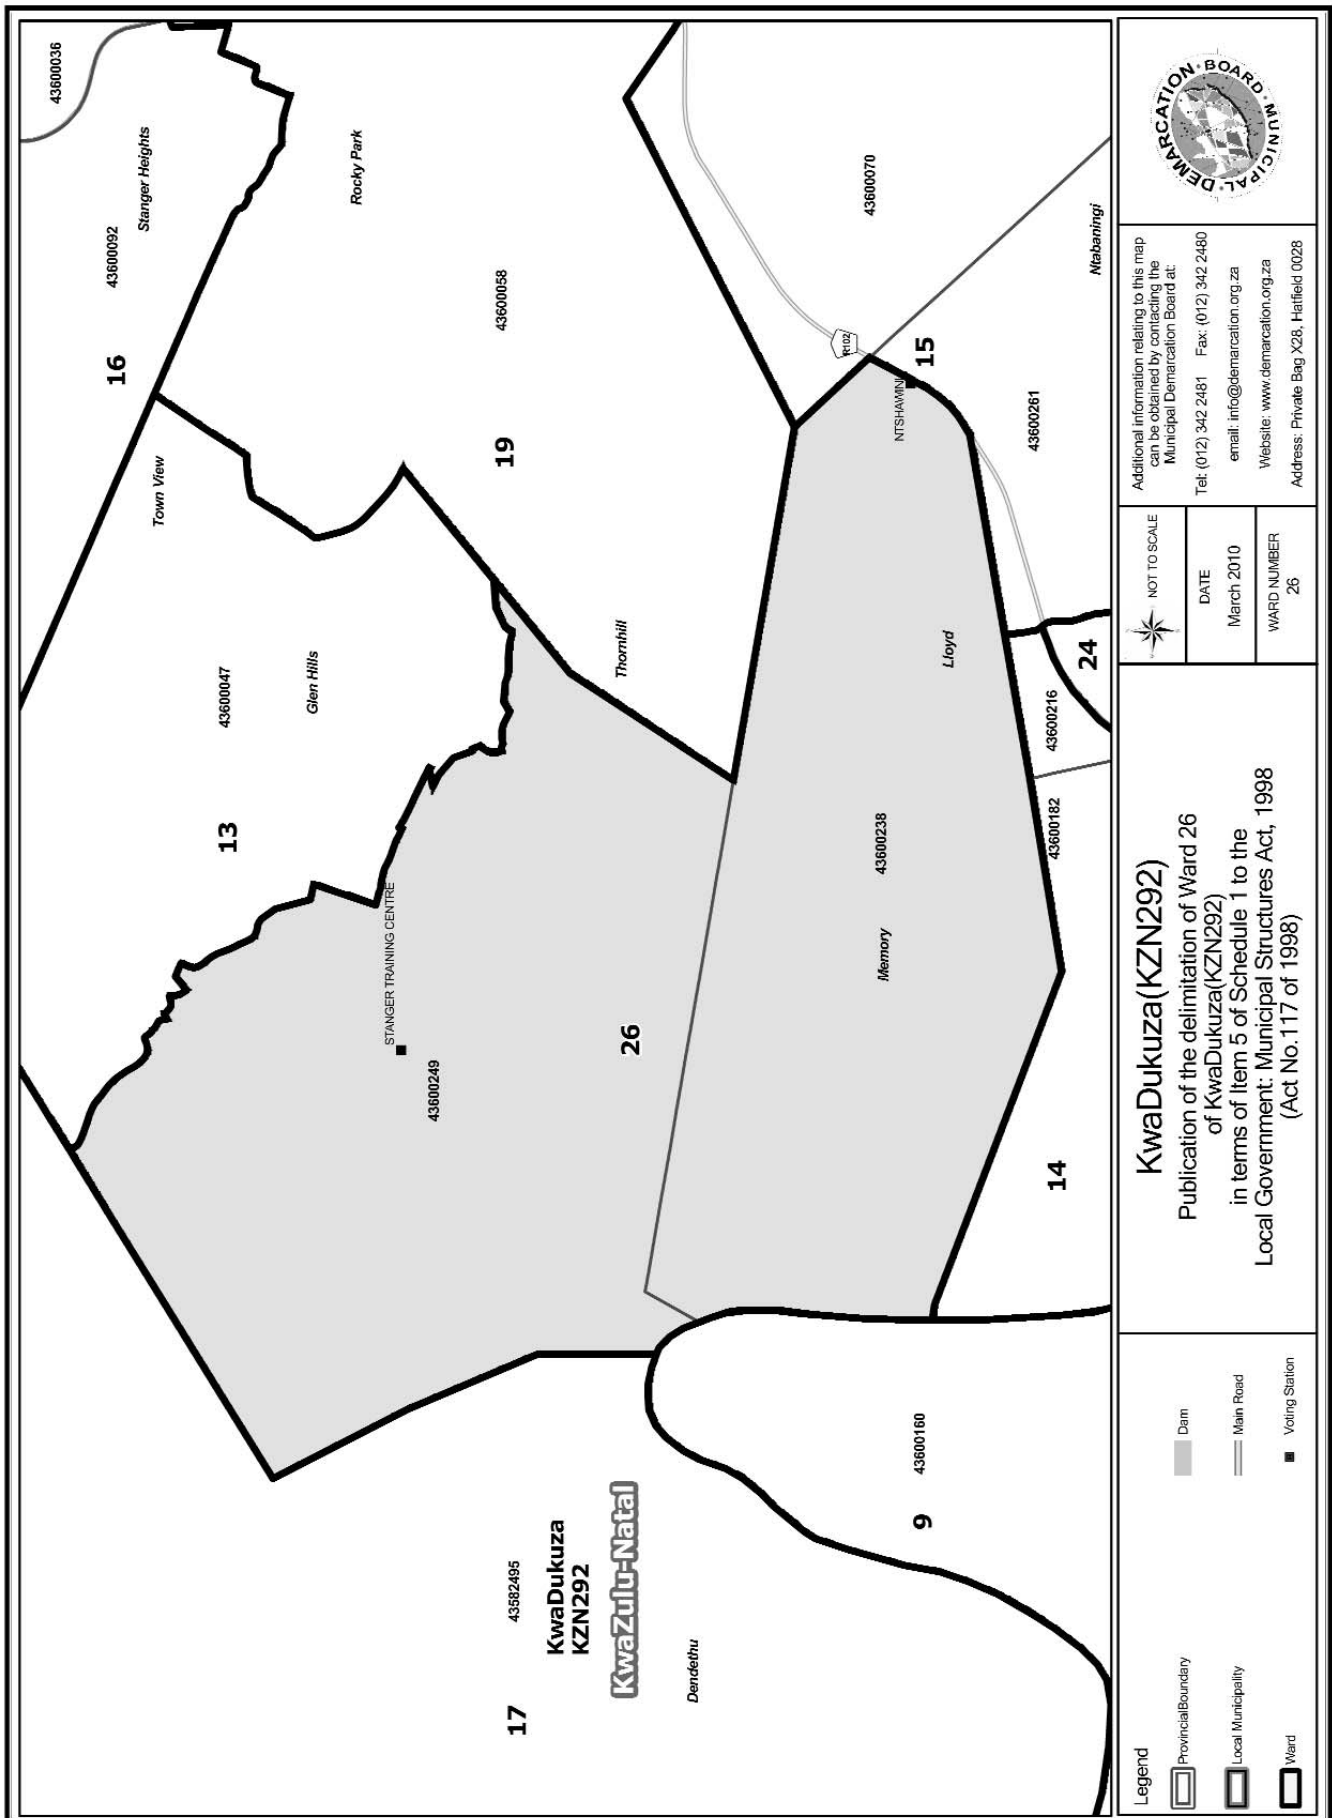 43600036
Stanger Heights
43600092
16
Rocky Park
43600058
19
Town View
43600070
Ntabaningi
R102
15
NTSHAWINI
43600261
13
43600047
Glen Hills
Thornhill
Lloyd
24
43600216
43600182
43600238
Memory
STANGER TRAINING CENTRE
43600249
26
14
17
43582495
KwaDukuza
KZN292
KwaZulu-Natal
Dendethu
9
43600160
Legend
ProvincialBoundary
Local Municipality
Ward
Dam
Main Road
Voting Station
KwaDukuza(KZN292)
Publication of the delimitation of Ward 26
of KwaDukuza(KZN292)
in terms of Item 5 of Schedule 1 to the
Local Government: Municipal Structures Act, 1998
(Act No.117 of 1998)
NOT TO SCALE
DATE
March 2010
WARD NUMBER
26
Additional information relating to this map
can be obtained by contacting the
Municipal Demarcation Board at:
Tel: (012) 342 2481 Fax: (012) 342 2480
email: info@demarcation.org.za
Website: www.demarcation.org.za
Address: Private Bag X28, Hatfield 0028
MUNICIPAL • DEMARCATION • BOARD •